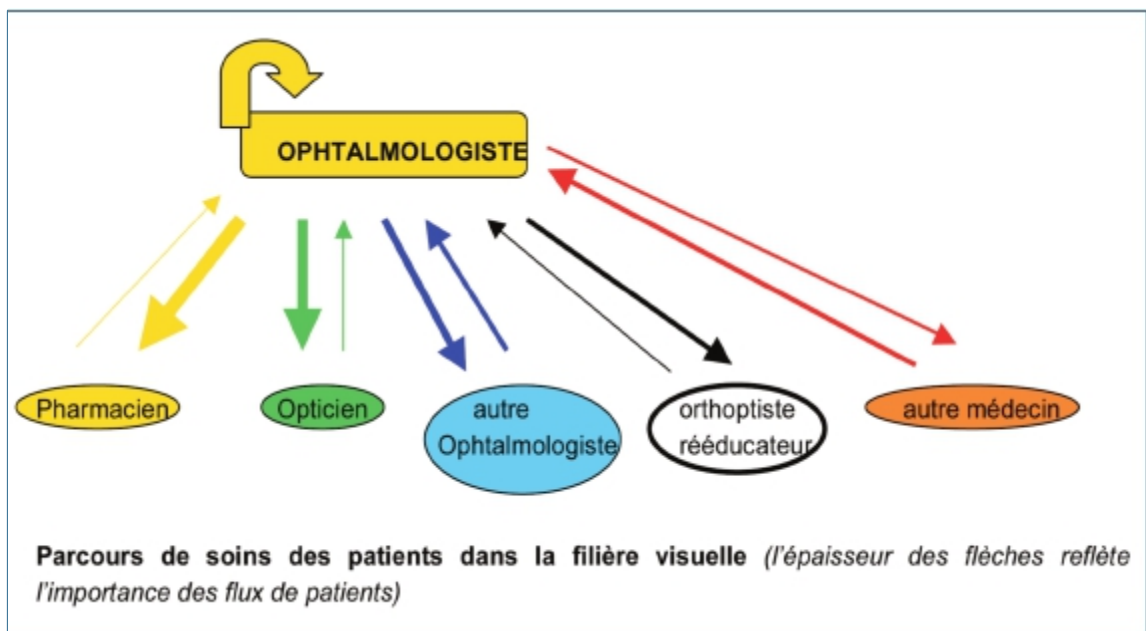 OPHTALMOLOGISTE
Pharmacien
Opticien
autre
Ophtalmologiste
orthoptiste
rééducateur
autre médecin
Parcours de soins des patients dans la filière visuelle (l'épaisseur des flèches reflète
l'importance des flux de patients)